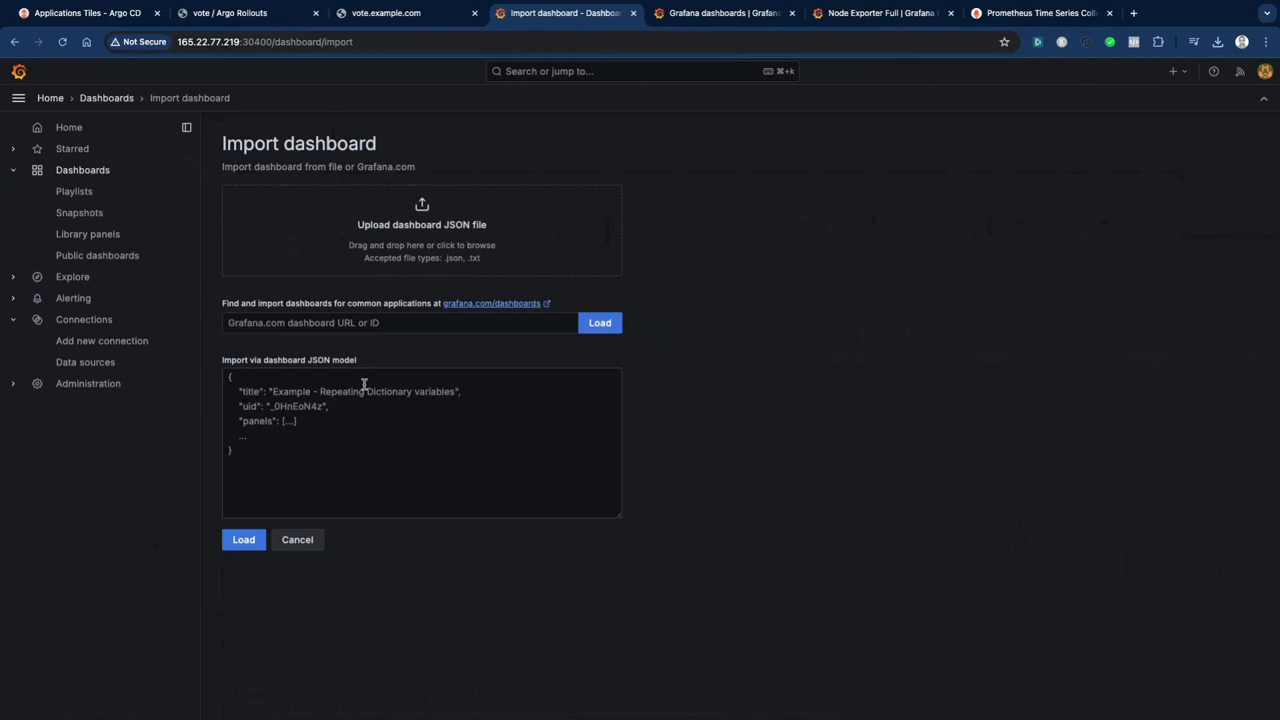 Applications Tiles - Argo CD
vote / Argo Rollouts
vote.example.com
Import dashboard - Dashboa
Grafana dashboards | Grafana
Node Exporter Full | Grafana L
Prometheus Time Series Colle
Not Secure
165.22.77.219:30400/dashboard/import
Search or jump to...
⌘+k
Home > Dashboards > Import dashboard
Home
Starred
Dashboards
Playlists
Snapshots
Library panels
Public dashboards
Explore
Alerting
Connections
Add new connection
Data sources
Administration
Import dashboard
Import dashboard from file or Grafana.com
Upload dashboard JSON file
Drag and drop here or click to browse
Accepted file types: .json, .txt
Find and import dashboards for common applications at grafana.com/dashboards
Grafana.com dashboard URL or ID
Load
Import via dashboard JSON model
{
"title": "Example - Repeating Dictionary variables",
"uid": "_0HnEoN4z",
"panels": [...]
...
}
Load
Cancel